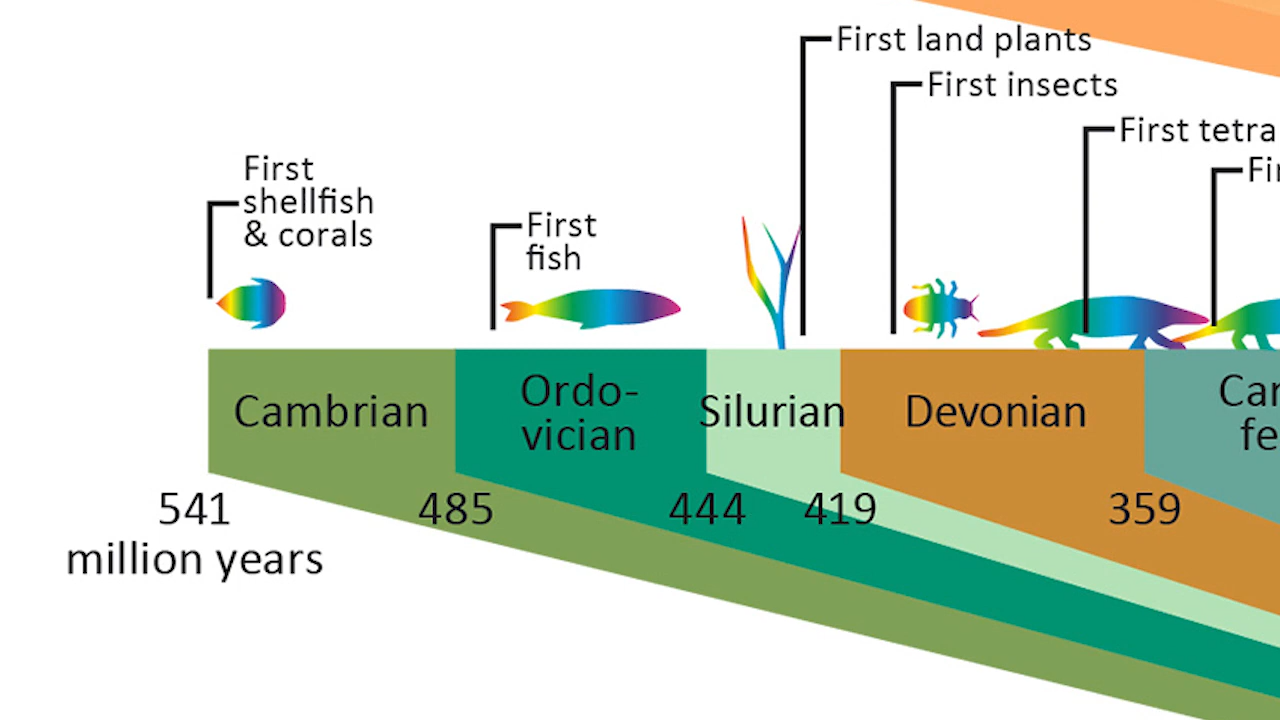 First land plants
First insects
First tetra
First
shellfish
& corals
First
fish
Cambrian
Ordo-
vician
Silurian
Devonian
541
485
444
419
359
million years